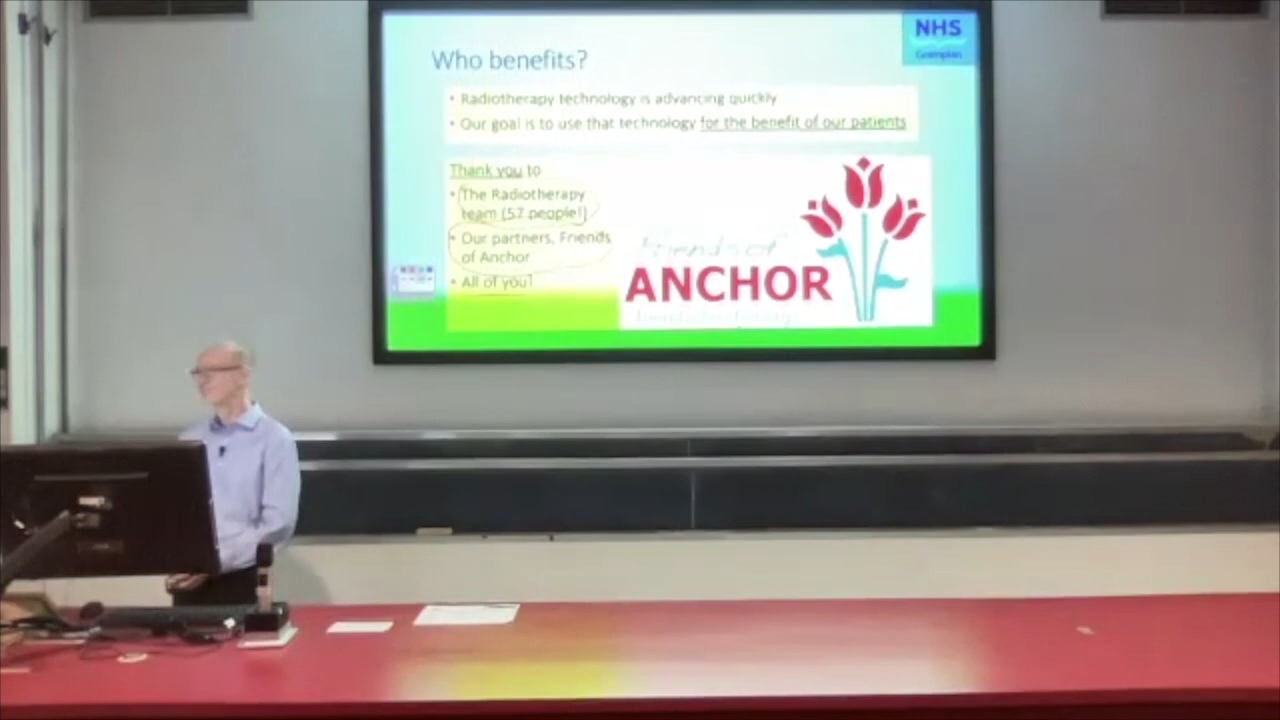 Who benefits?
NHS
Grampian
• Radiotherapy technology is advancing quickly
• Our goal is to use that technology for the benefit of our patients
Thank you to
• The Radiotherapy
team (57 people!)
• Our partners, Friends
of Anchor
• All of you!
Friends of
ANCHOR